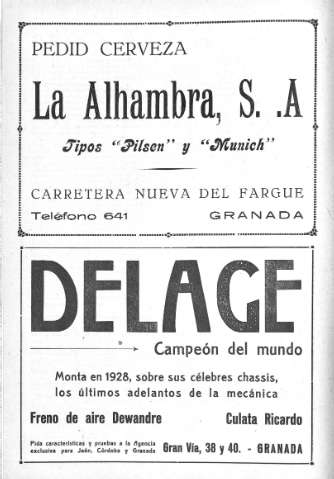 PEDID CERVEZA
La Alhambra, S. .A
Tipos "Pilsen" y "Munich"
CARRETERA NUEVA DEL FARGUE
Teléfono 641 GRANADA
DELAGE
Campeón del mundo
Monta en 1928, sobre sus célebres chassis,
los últimos adelantos de la mecánica
Freno de aire Dewandre Culata Ricardo
Pida características y pruebas a la Agencia
exclusiva para Jaén, Córdoba y Granada Gran Vía, 38 y 40. - GRANADA